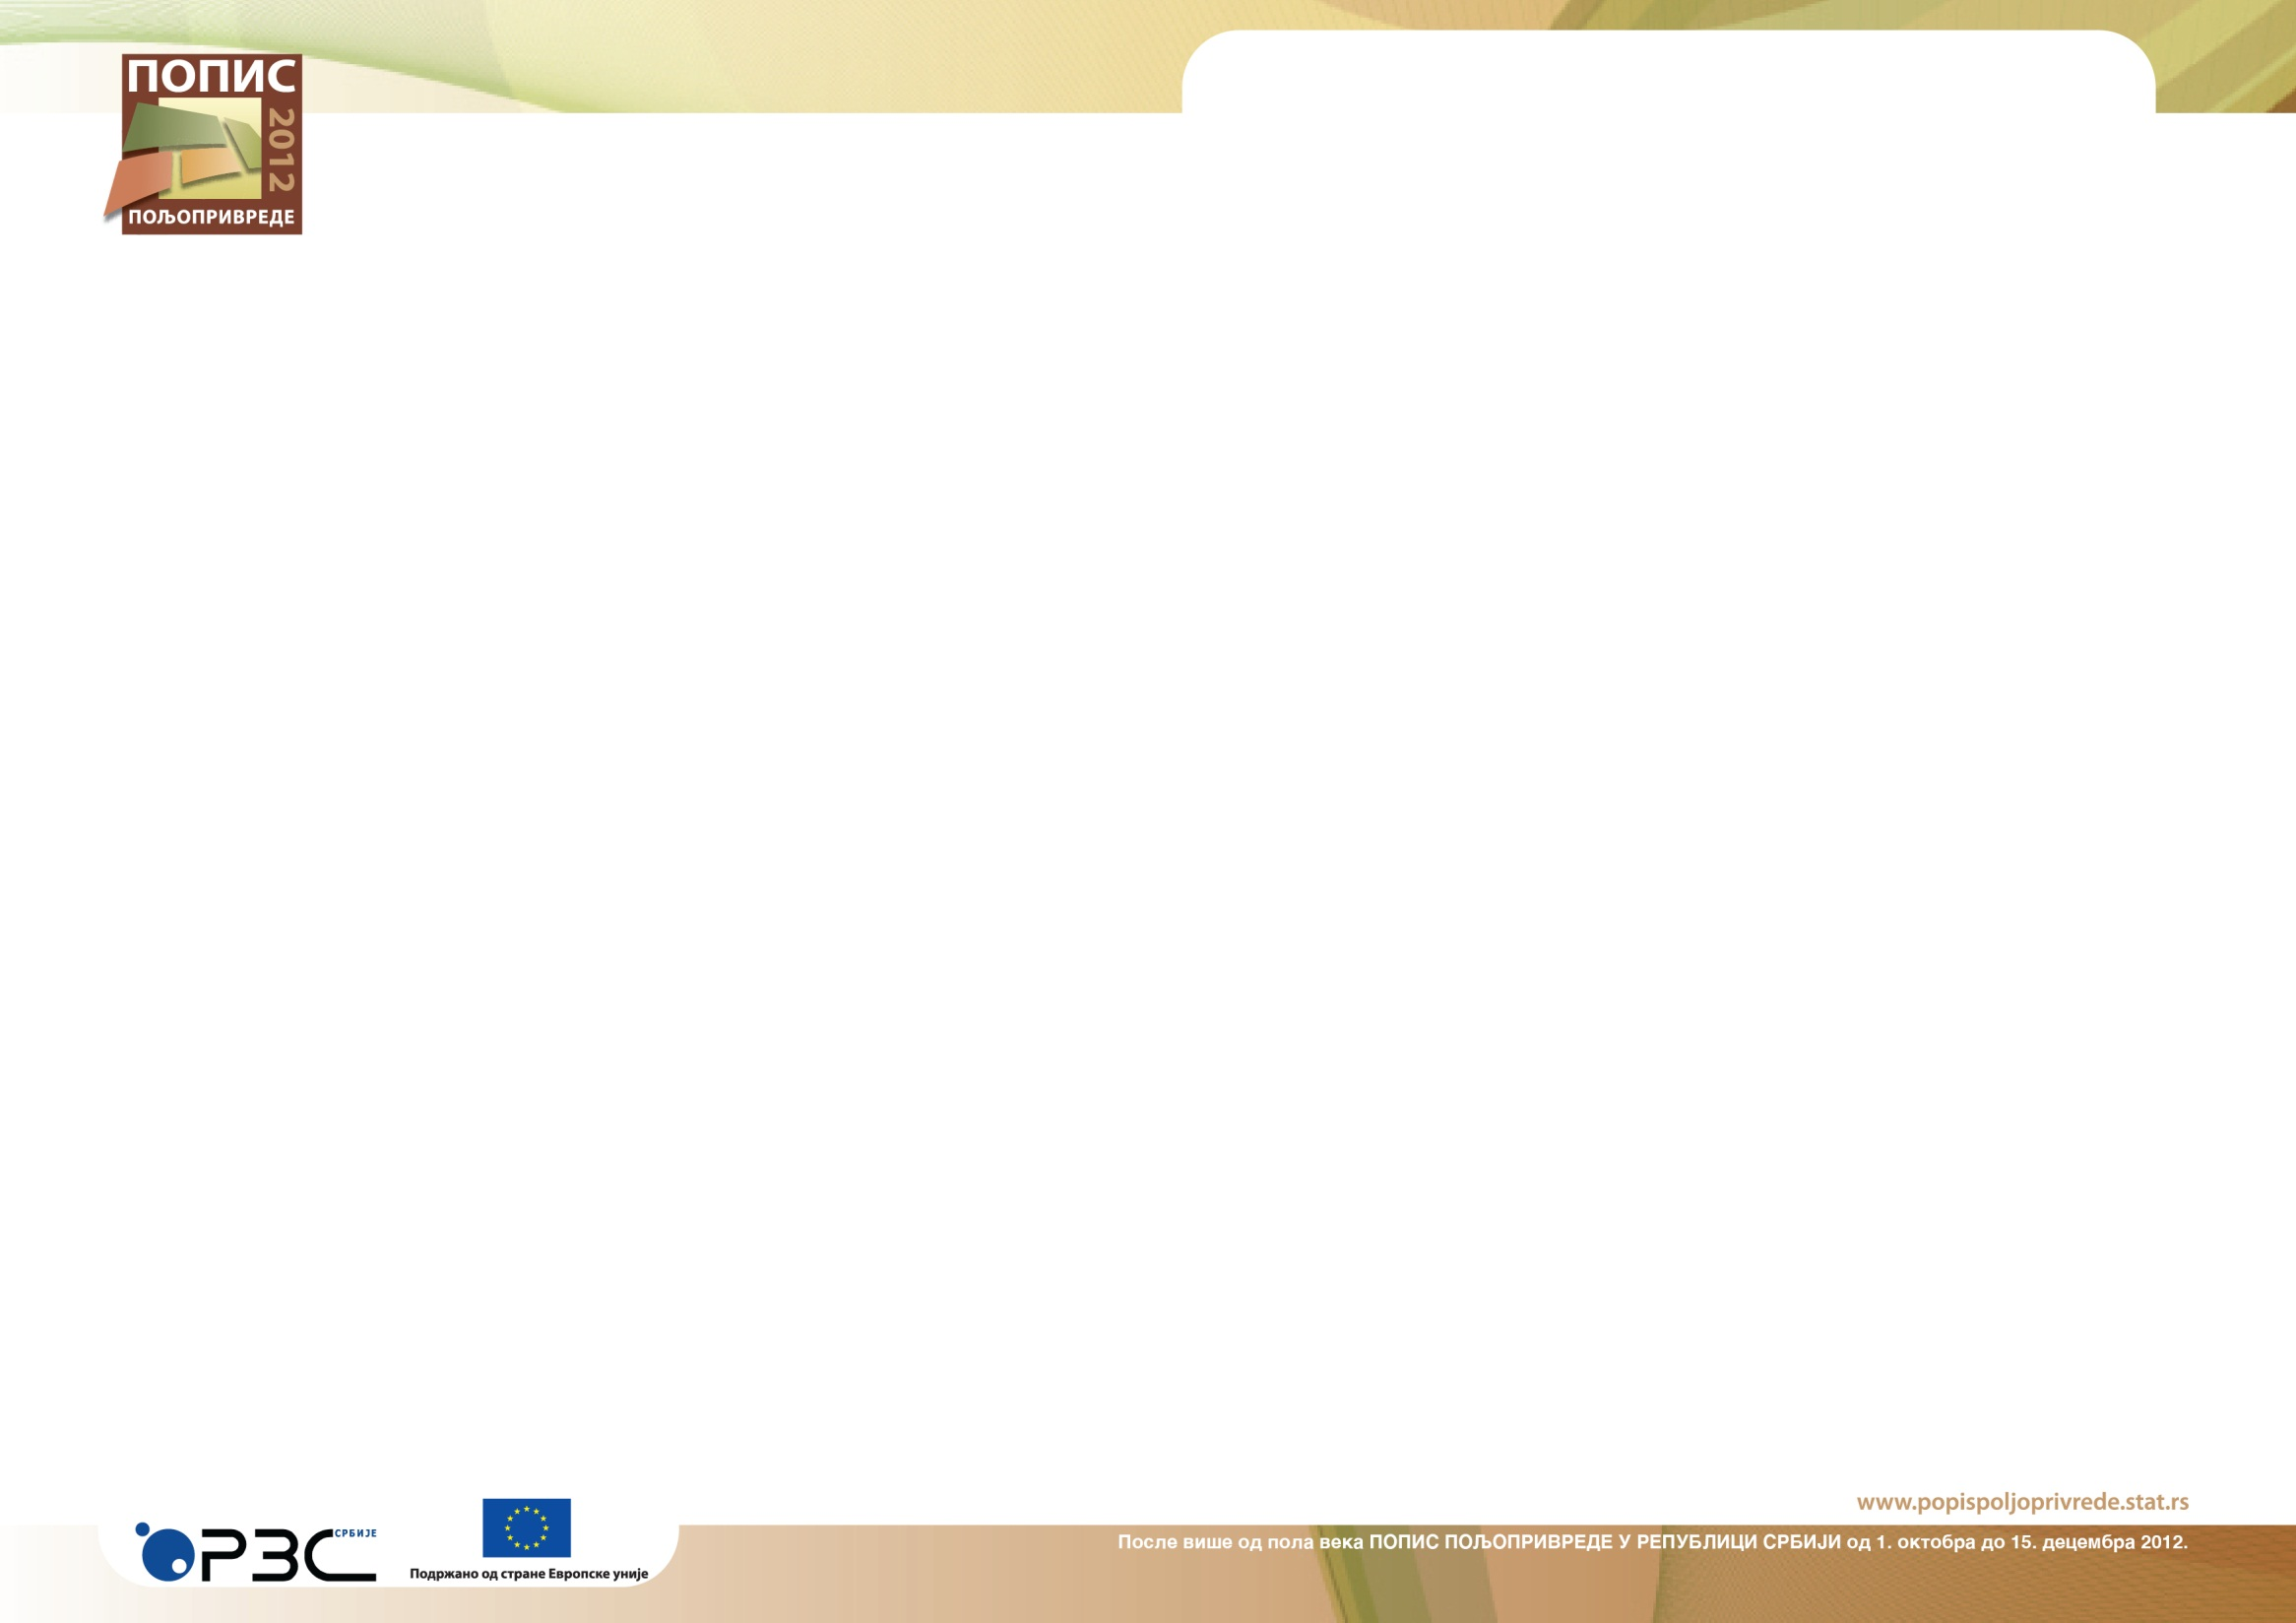 ПОПИС
2012
ПОЉОПРИВРЕДЕ
www.popispoljoprivrede.stat.rs
РЗС СРБИЈЕ
Подржано од стране Европске уније
После више од пола века ПОПИС ПОЉОПРИВРЕДЕ У РЕПУБЛИЦИ СРБИЈИ од 1. октобра до 15. децембра 2012.